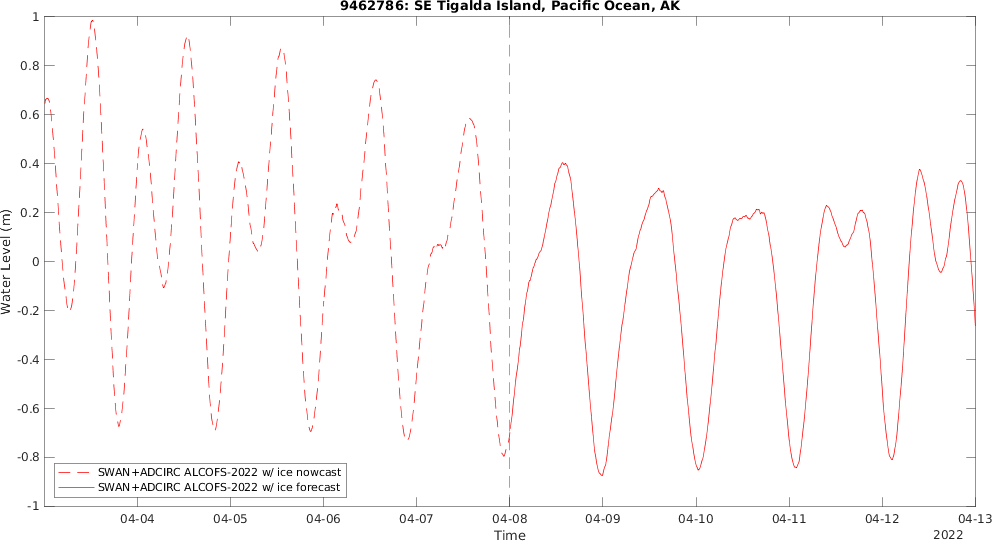 9462786: SE Tigalda Island, Pacific Ocean, AK
1
0.8
0.6
0.4
0.2
0
-0.2
-0.4
-0.6
-0.8
-1
Water Level (m)
SWAN+ADCIRC ALCOFS-2022 w/ ice nowcast
SWAN+ADCIRC ALCOFS-2022 w/ ice forecast
04-04 04-05 04-06 04-07 04-08 04-09 04-10 04-11 04-12 04-13
Time
2022